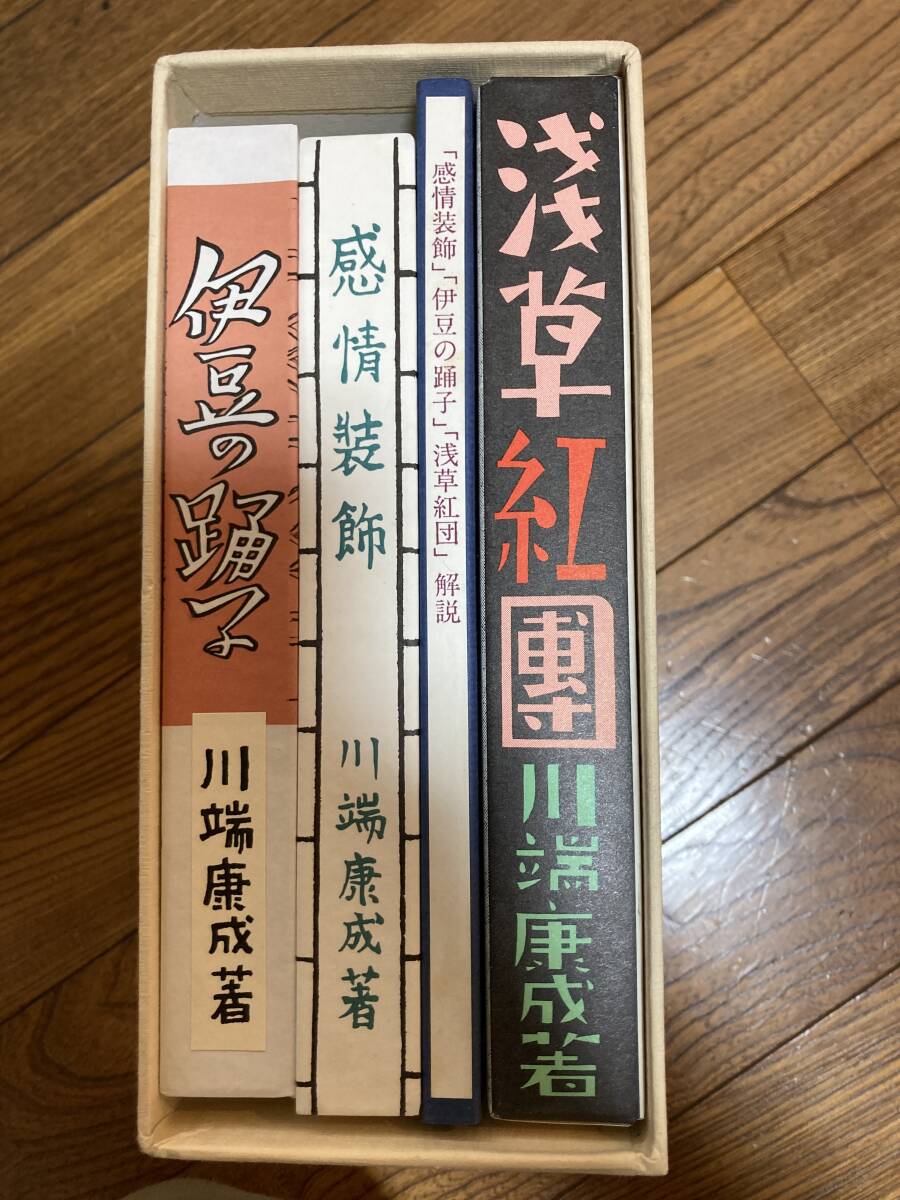 伊豆の踊子
川端康成著
感情装飾
川端康成著
「感情装飾」「伊豆の踊子」「浅草紅団」解説
浅草紅團
川端康成著